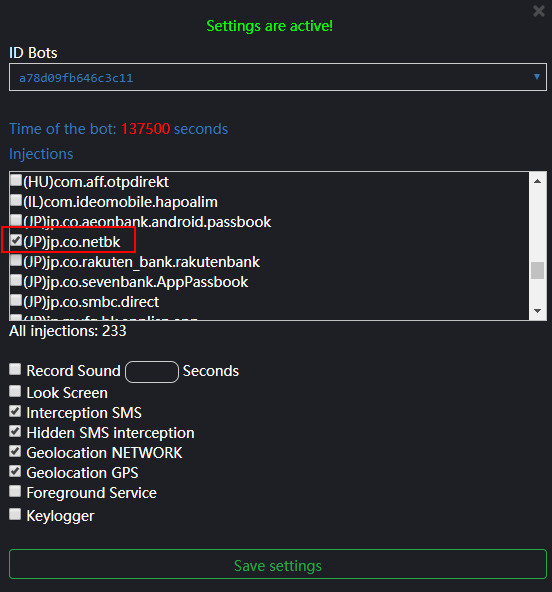 Settings are active!
ID Bots
a78d09fb646c3c11
Time of the bot: 137500 seconds
Injections
(HU)com.aff.otpdirekt
(IL)com.ideomobile.hapoalim
(JP)jp.co.aeonbank.android.passbook
(JP)jp.co.netbk
(JP)jp.co.rakuten_bank.rakutenbank
(JP)jp.co.sevenbank.AppPassbook
(JP)jp.co.smbc.direct
All injections: 233
Record Sound Seconds
Look Screen
Interception SMS
Hidden SMS interception
Geolocation NETWORK
Geolocation GPS
Foreground Service
Keylogger
Save settings